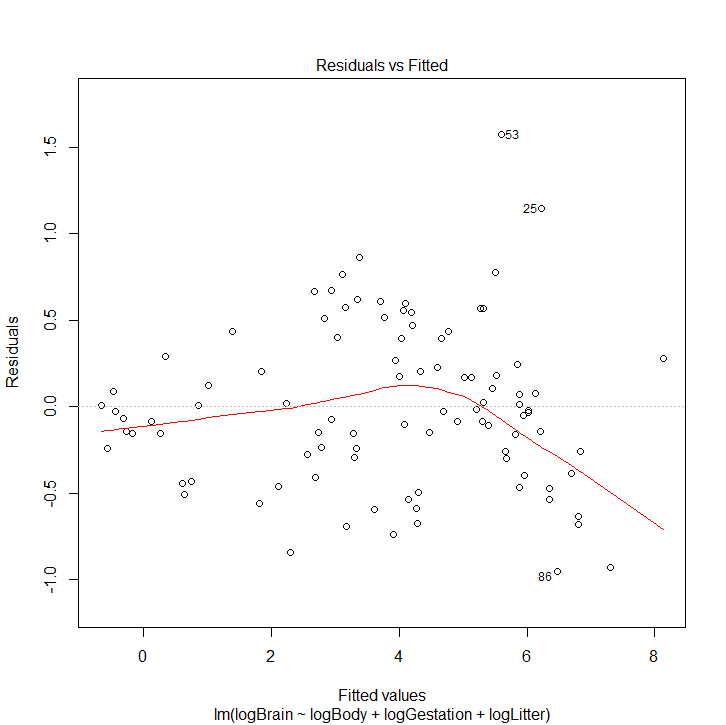 Residuals vs Fitted
Residuals
1.5
1.0
0.5
0.0
-0.5
-1.0
53
25
86
0 2 4 6 8
Fitted values
lm(logBrain ~ logBody + logGestation + logLitter)